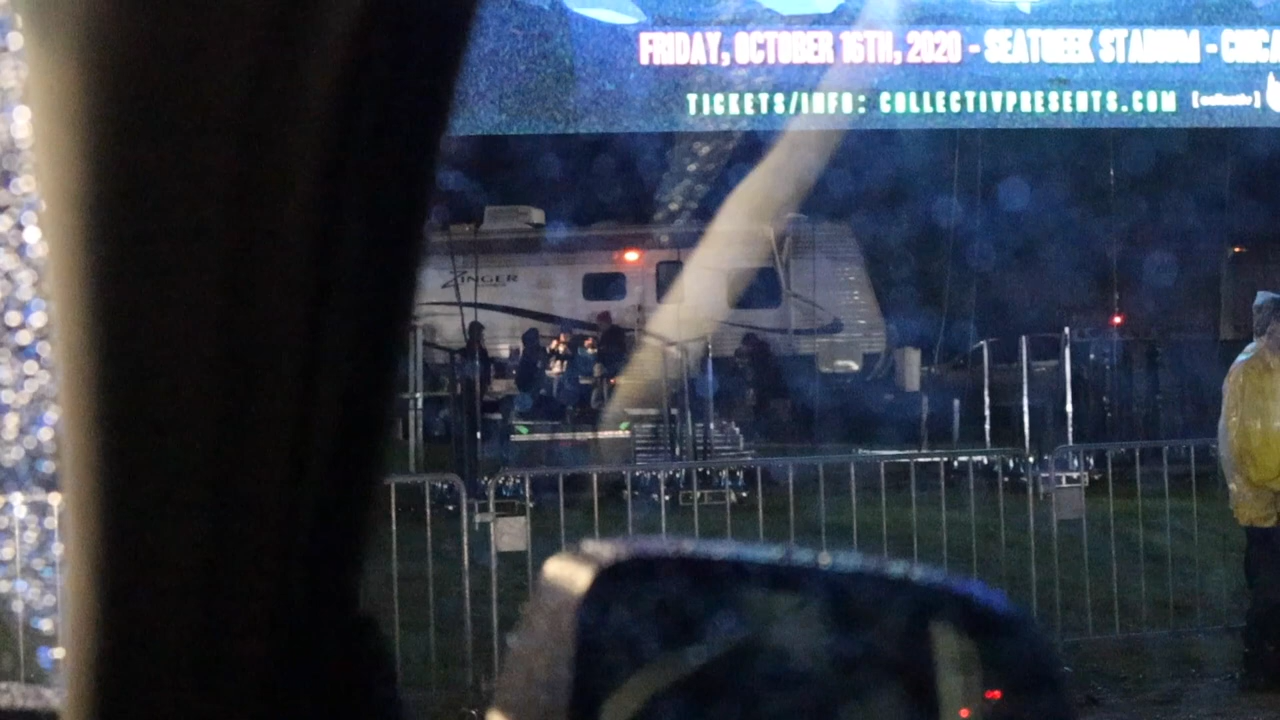 FRIDAY, OCTOBER 16TH, 2020 - SEATGEEK STADIUM -
TICKETS/INFO: COLLECTIVPRESENTS.COM
ZINGER